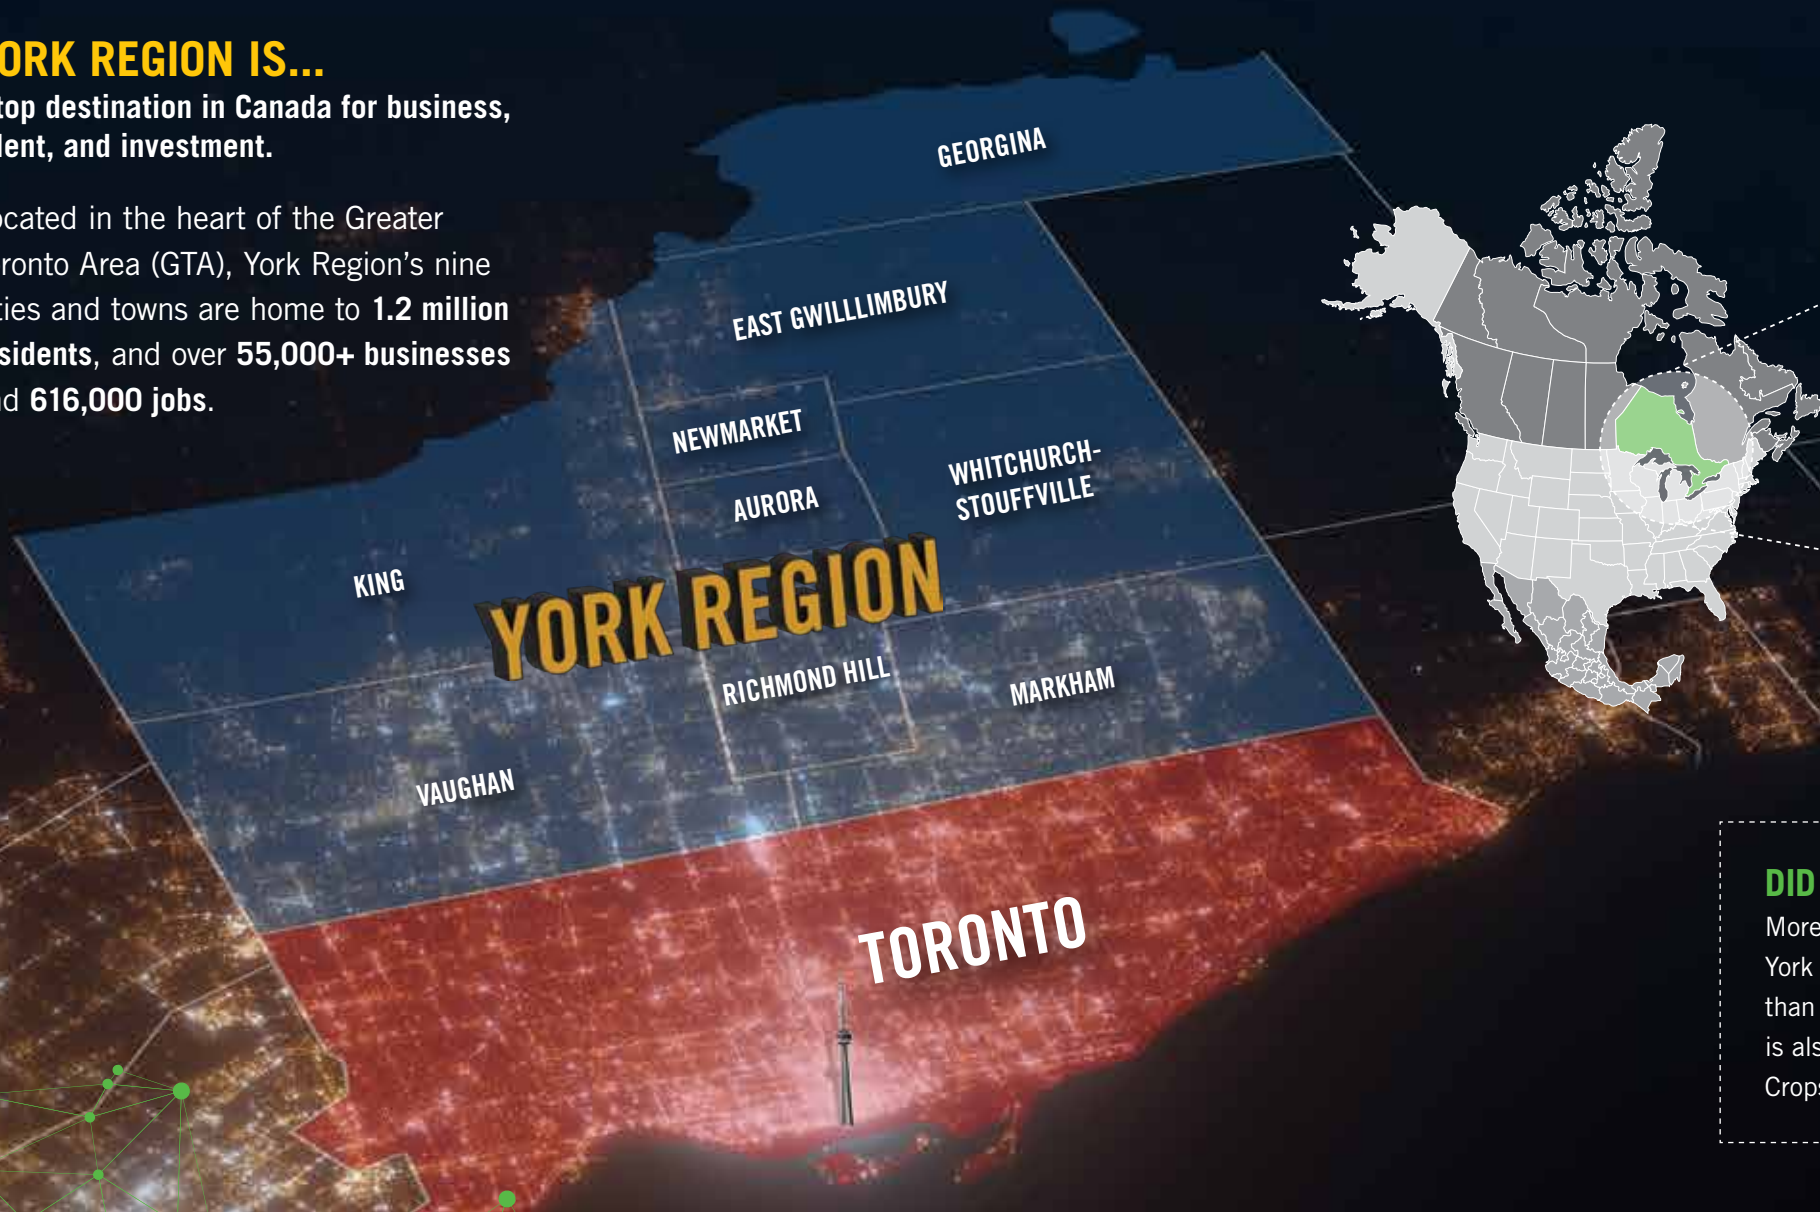 ORK REGION IS...
top destination in Canada for business,
lent, and investment.
ocated in the heart of the Greater
ronto Area (GTA), York Region's nine
ties and towns are home to 1.2 million
sidents, and over 55,000+ businesses
nd 616,000 jobs.
GEORGINA
EAST GWILLLIMBURY
NEWMARKET
WHITCHURCH-
STOUFFVILLE
AURORA
KING
YORK REGION
RICHMOND HILL
MARKHAM
VAUGHAN
TORONTO
DID
More
York
than
is als
Crops